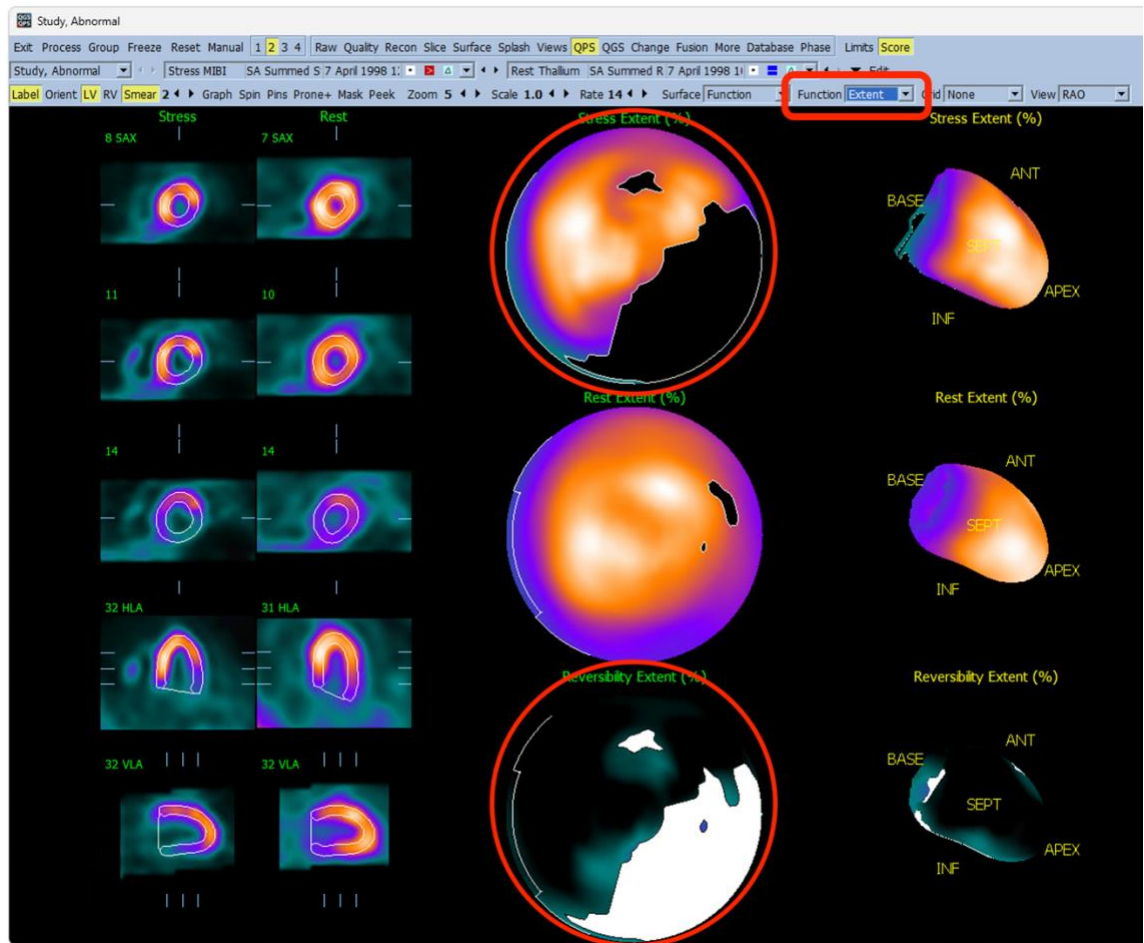 Study, Abnormal
Exit Process Group Freeze Reset Manual 1 2 3 4 Raw Quality Recon Slice Surface Splash Views QPS QGS Change Fusion More Database Phase Limits Score
Study, Abnormal Stress MIBI SA Summed S 7 April 1998 1 Rest Thallium SA Summed R 7 April 1998 1 Edit
Label Orient LV RV Smear 2 Graph Spin Pins Prone+ Mask Peek Zoom 5 Scale 1.0 Rate 14 Surface Function Function Extent Grid None View RAO
Stress Rest Stress Extent (%) Stress Extent (%)
8 SAX 7 SAX
ANT
BASE
SEPT
11 10
APEX
INF
Rest Extent (%) Rest Extent (%)
14 14
ANT
BASE
SEPT
APEX
INF
32 HLA 31 HLA
Reversibility Extent (%) Reversibility Extent (%)
ANT
32 VLA 32 VLA
BASE
SEPT
APEX
INF